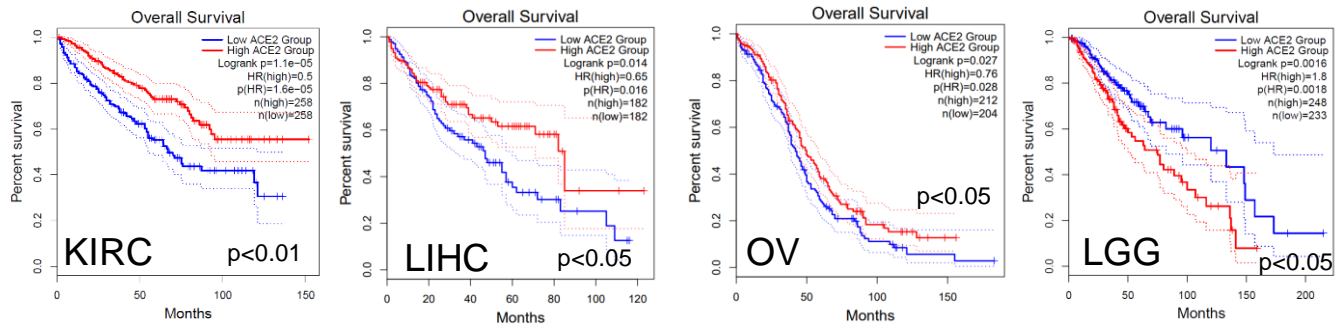 Overall Survival
Low ACE2 Group
High ACE2 Group
Logrank p=1.1e−05
HR(high)=0.5
p(HR)=1.6e−05
n(high)=258
n(low)=258
Percent survival
1.0
0.8
0.6
0.4
0.2
0.0
KIRC
p<0.01
0 50 100 150
Months
Overall Survival
Low ACE2 Group
High ACE2 Group
Logrank p=0.014
HR(high)=0.65
p(HR)=0.016
n(high)=182
n(low)=182
Percent survival
1.0
0.8
0.6
0.4
0.2
0.0
LIHC
p<0.05
0 20 40 60 80 100 120
Months
Overall Survival
Low ACE2 Group
High ACE2 Group
Logrank p=0.027
HR(high)=0.76
p(HR)=0.028
n(high)=212
n(low)=204
Percent survival
1.0
0.8
0.6
0.4
0.2
0.0
p<0.05
OV
0 50 100 150
Months
Overall Survival
Low ACE2 Group
High ACE2 Group
Logrank p=0.0016
HR(high)=1.8
p(HR)=0.0018
n(high)=248
n(low)=233
Percent survival
1.0
0.8
0.6
0.4
0.2
0.0
LGG
p<0.05
0 50 100 150 200
Months